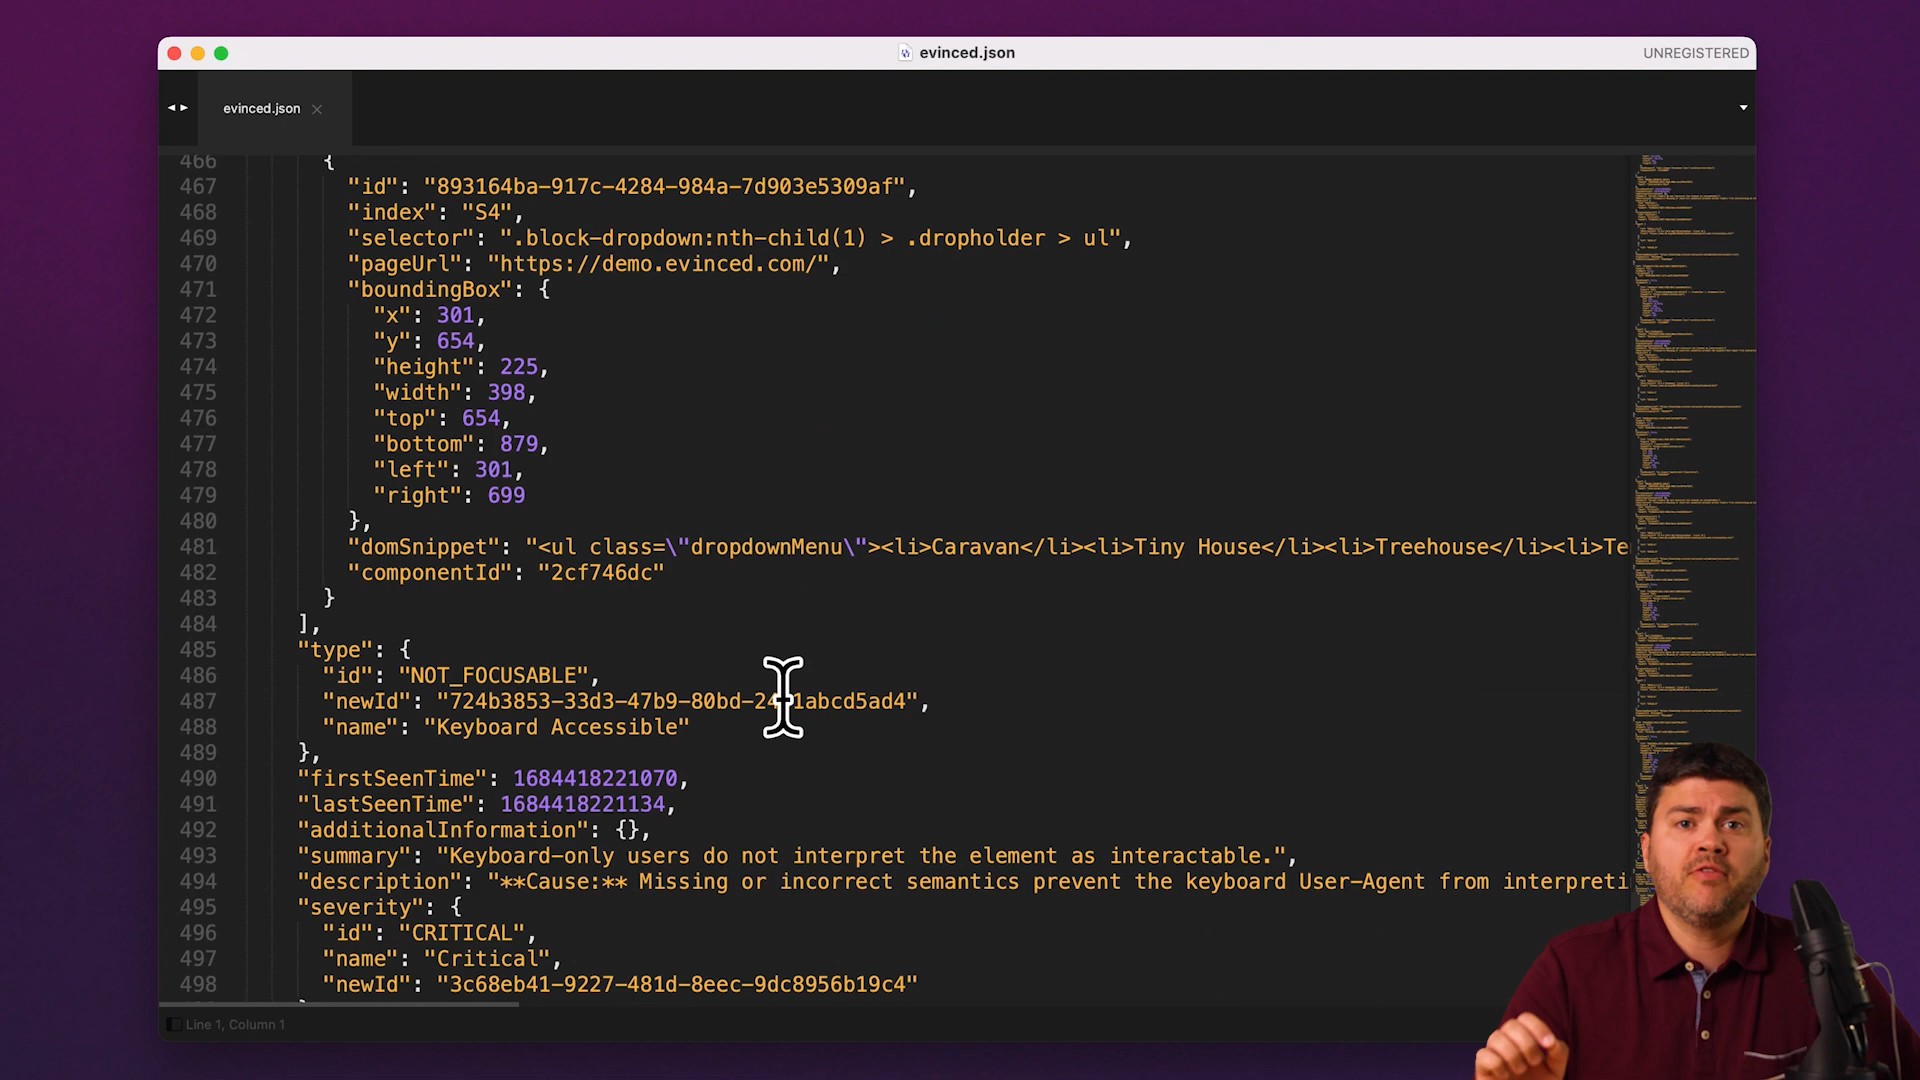 evinced.json
UNREGISTERED
evinced.json
466 {
467 "id": "893164ba-917c-4284-984a-7d903e5309af",
468 "index": "S4",
469 "selector": ".block-dropdown:nth-child(1) > .dropholder > ul",
470 "pageUrl": "https://demo.evinced.com/",
471 "boundingBox": {
472 "x": 301,
473 "y": 654,
474 "height": 225,
475 "width": 398,
476 "top": 654,
477 "bottom": 879,
478 "left": 301,
479 "right": 699
480 },
481 "domSnippet": "<ul class=\"dropdownMenu\"><li>Caravan</li><li>Tiny House</li><li>Treehouse</li><li>Te
482 "componentId": "2cf746dc"
483 }
484 ],
485 "type": {
486 "id": "NOT_FOCUSABLE",
487 "newId": 
488 "name": "Keyboard Accessible"
489 },
490 "firstSeenTime": 1684418221070,
491 "lastSeenTime": 1684418221134,
492 "additionalInformation": {},
493 "summary": "Keyboard-only users do not interpret the element as interactable.",
494 "description": "**Cause:** Missing or incorrect semantics prevent the keyboard User-Agent from interpreti
495 "severity": {
496 "id": "CRITICAL",
497 "name": "Critical",
498 "newId": "3c68eb41-9227-481d-8eec-9dc8956b19c4"
Line 1, Column 1